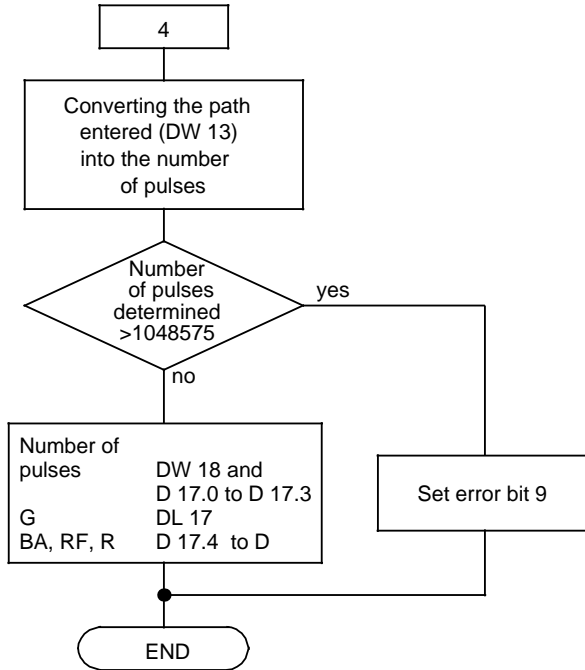 4
Converting the path
entered (DW 13)
into the number
of pulses
Number
of pulses
determined
>1048575
yes
no
Number of
pulses DW 18 and
D 17.0 to D 17.3
G DL 17
BA, RF, R D 17.4 to D
Set error bit 9
END